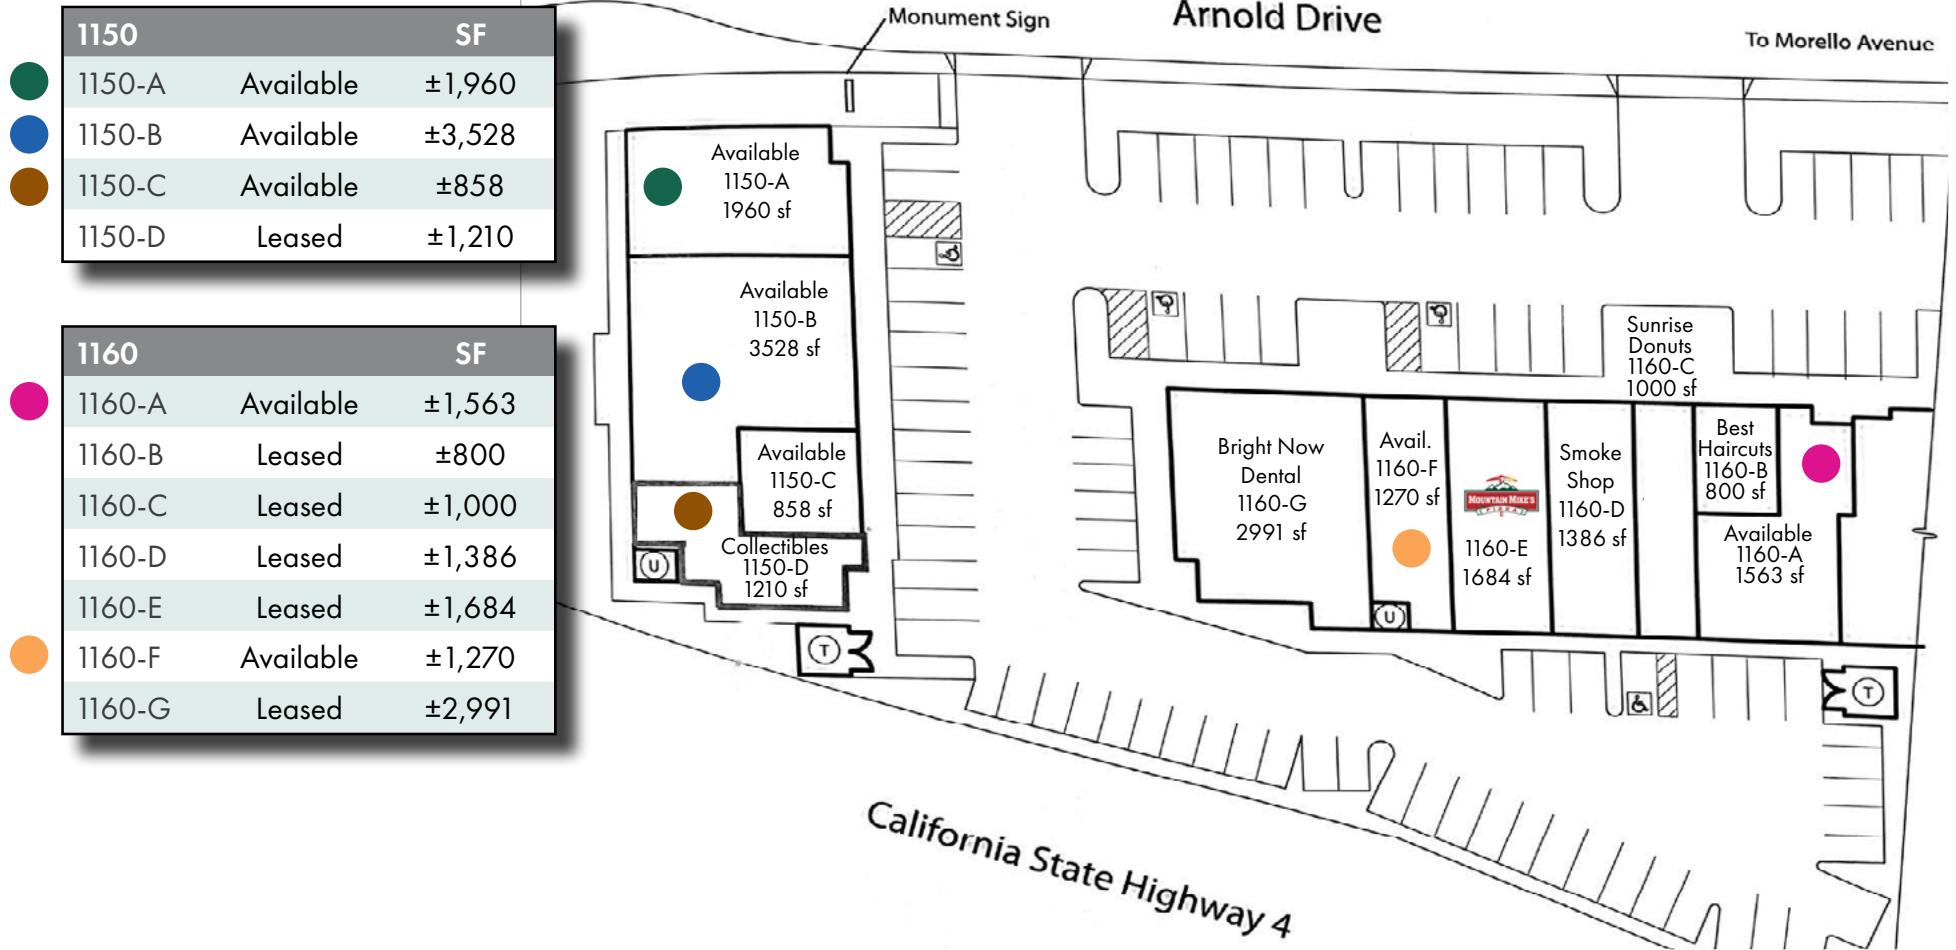 1150 SF
1150-A Available ±1,960
1150-B Available ±3,528
1150-C Available ±858
1150-D Leased ±1,210
1160 SF
1160-A Available ±1,563
1160-B Leased ±800
1160-C Leased ±1,000
1160-D Leased ±1,386
1160-E Leased ±1,684
1160-F Available ±1,270
1160-G Leased ±2,991
Monument Sign
Arnold Drive
To Morello Avenue
Available
1150-A
1960 sf
Available
1150-B
3528 sf
Available
1150-C
858 sf
Collectibles
1150-D
1210 sf
U
T
Bright Now
Dental
1160-G
2991 sf
Avail.
1160-F
1270 sf
U
MOUNTAIN MIKE'S
PIZZA
1160-E
1684 sf
Smoke
Shop
1160-D
1386 sf
Sunrise
Donuts
1160-C
1000 sf
Best
Haircuts
1160-B
800 sf
Available
1160-A
1563 sf
T
California State Highway 4